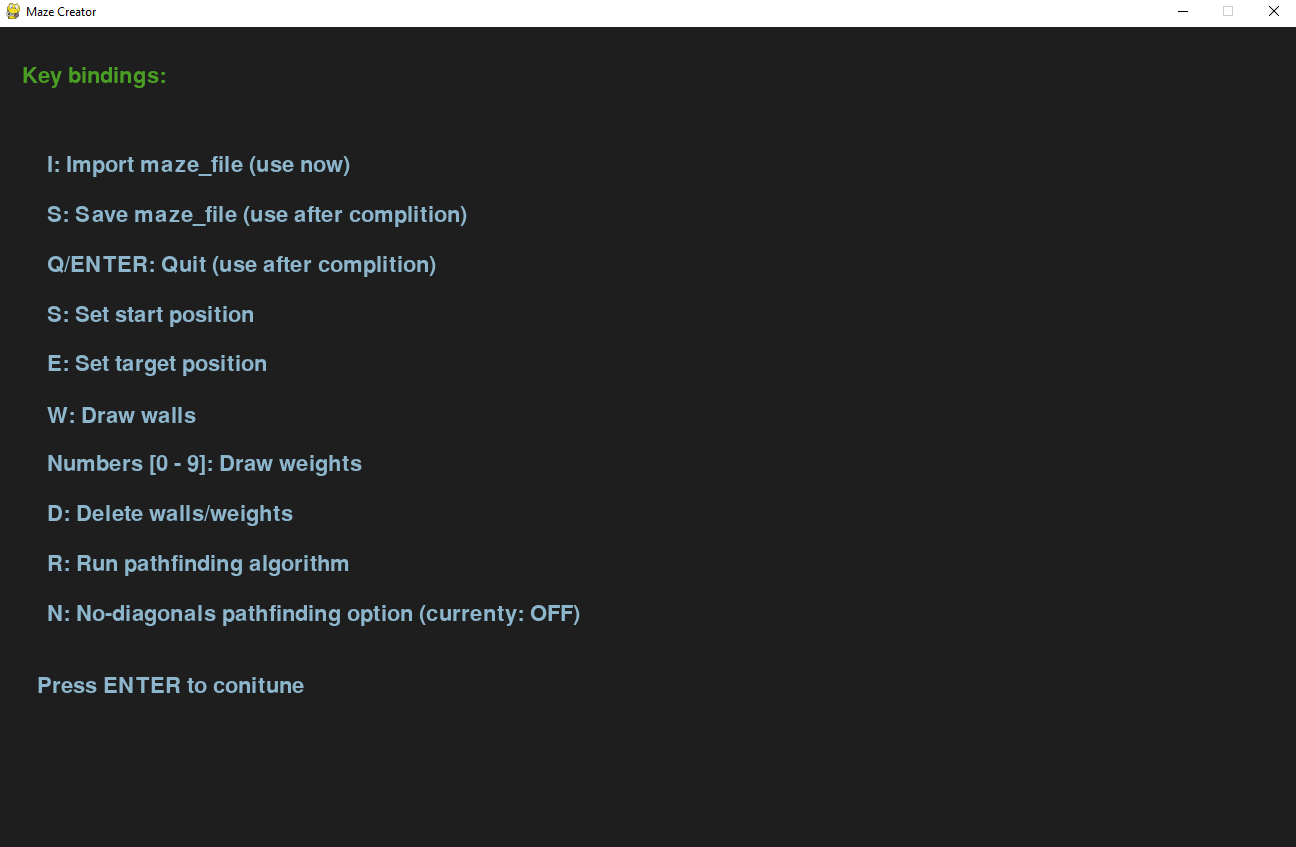 Maze Creator
Key bindings:
I: Import maze_file (use now)
S: Save maze_file (use after complition)
Q/ENTER: Quit (use after complition)
S: Set start position
E: Set target position
W: Draw walls
Numbers [0 - 9]: Draw weights
D: Delete walls/weights
R: Run pathfinding algorithm
N: No-diagonals pathfinding option (currenty: OFF)
Press ENTER to conitune